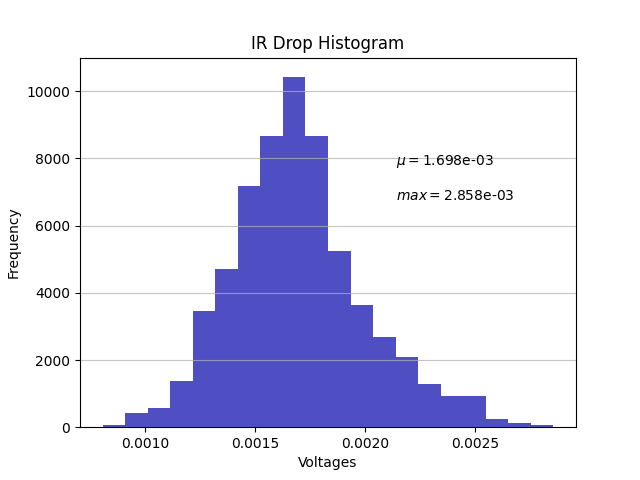 IR Drop Histogram
10000
8000
6000
4000
2000
0
Frequency
μ = 1.698e-03
max = 2.858e-03
0.0010 0.0015 0.0020 0.0025
Voltages